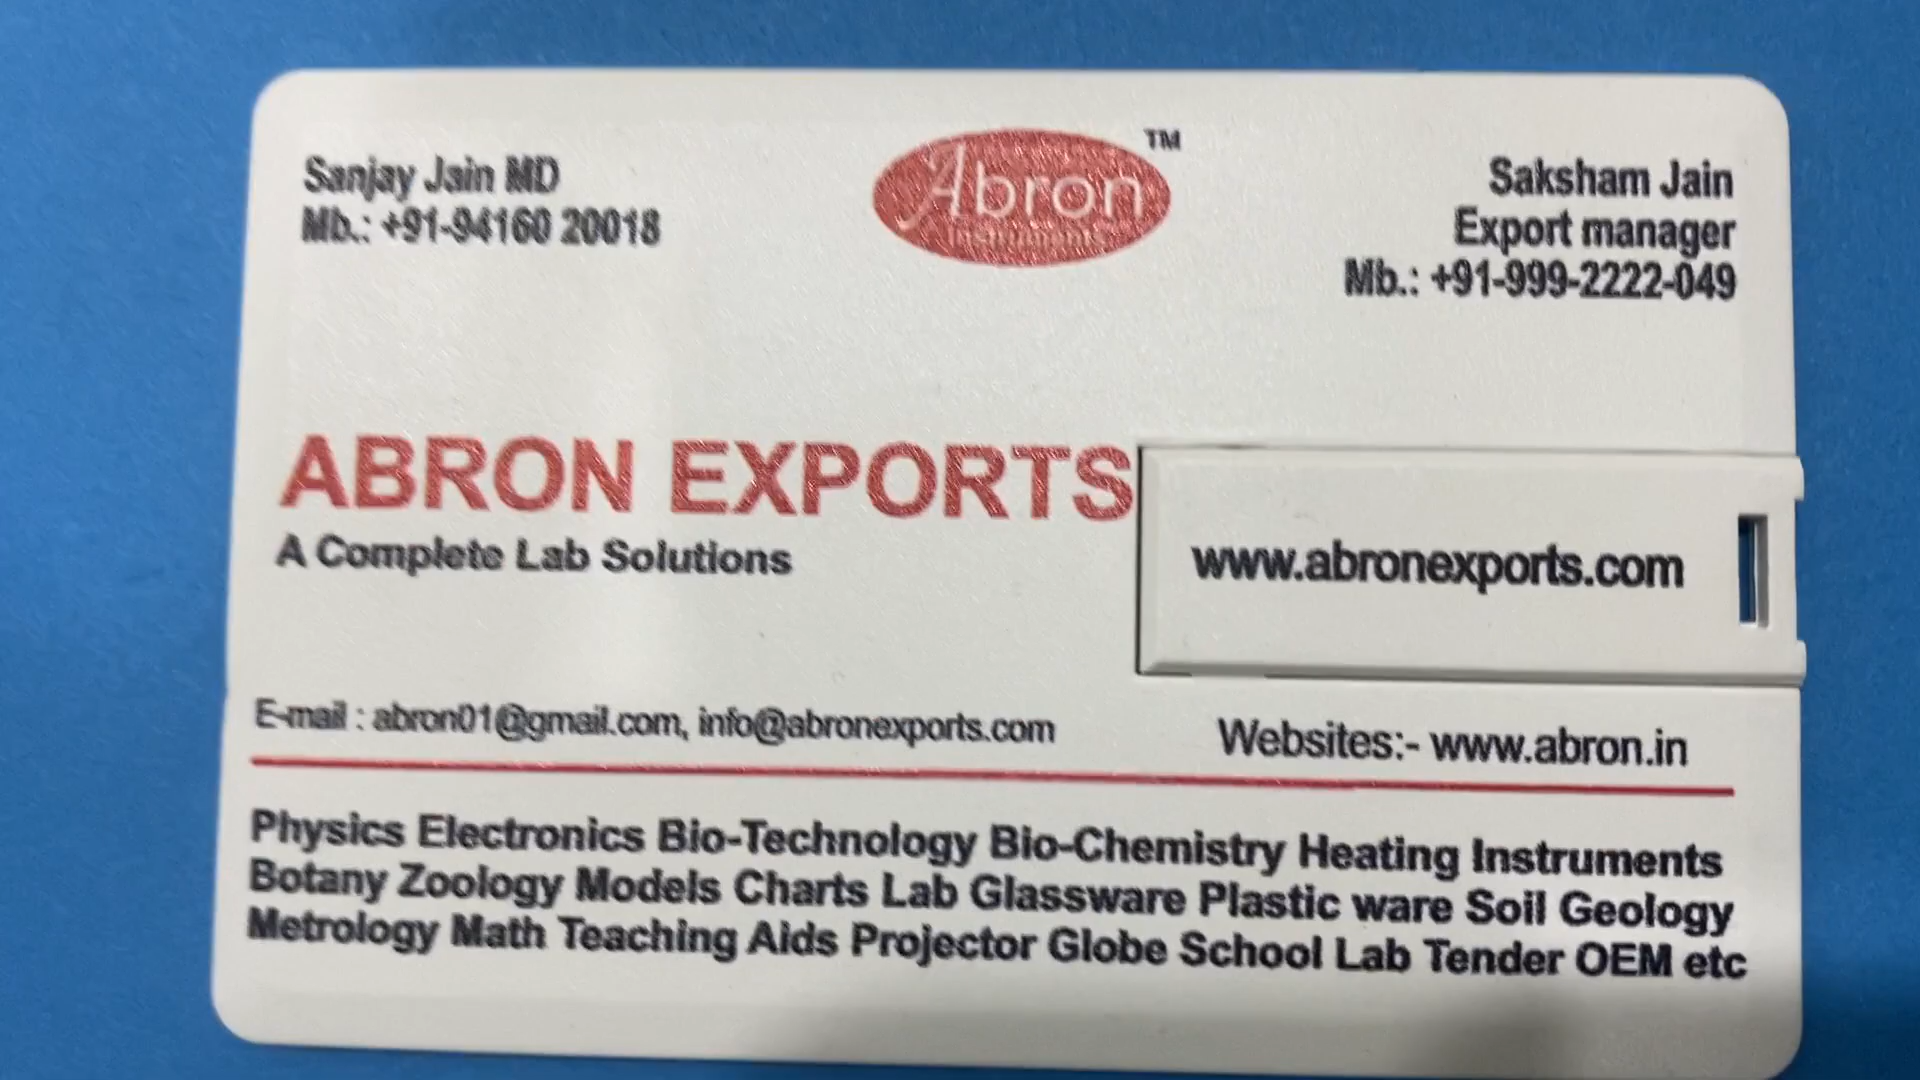 Sanjay Jain MD
Mb.: +91-94160 20018
Abron TM
Instruments
Saksham Jain
Export manager
Mb.: +91-999-2222-049
ABRON EXPORTS
A Complete Lab Solutions
www.abronexports.com
E-mail : abron01@gmail.com, info@abronexports.com
Websites:- www.abron.in
Physics Electronics Bio-Technology Bio-Chemistry Heating Instruments
Botany Zoology Models Charts Lab Glassware Plastic ware Soil Geology
Metrology Math Teaching Aids Projector Globe School Lab Tender OEM etc